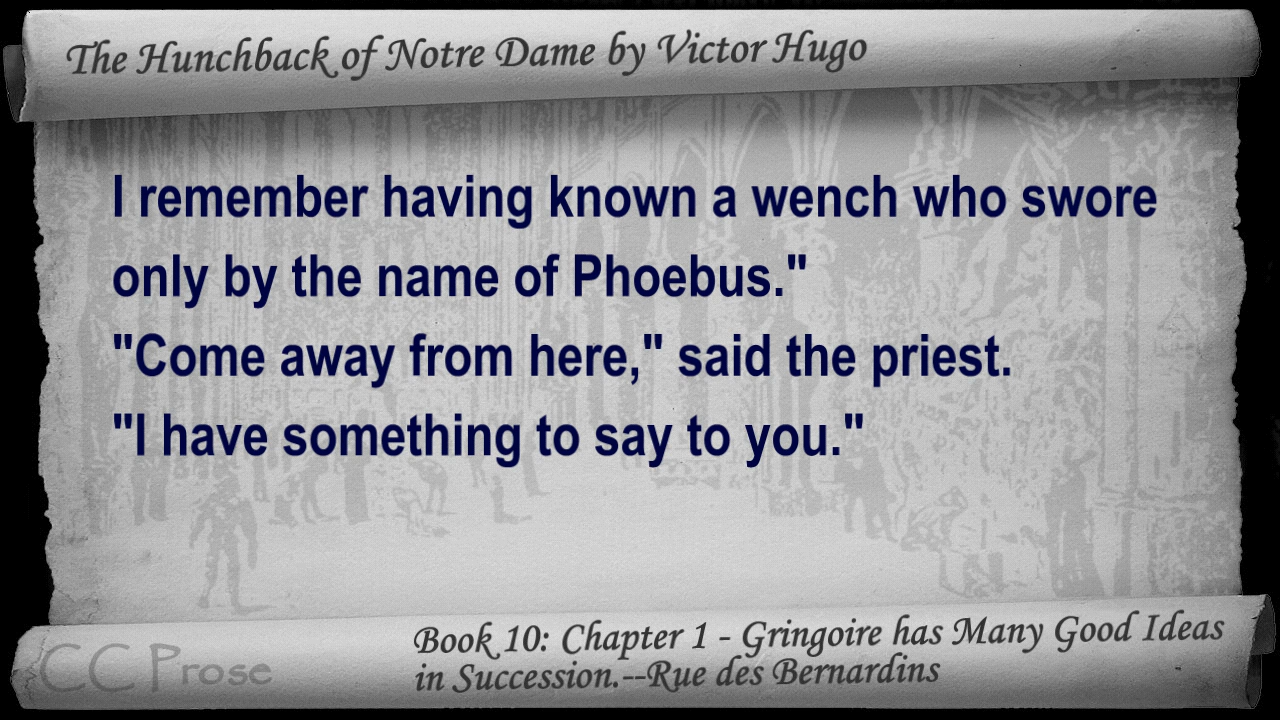 The Hunchback of Notre Dame by Victor Hugo
I remember having known a wench who swore
only by the name of Phoebus."
"Come away from here," said the priest.
"I have something to say to you."
CC Prose
Book 10: Chapter 1 - Gringoire has Many Good Ideas
in Succession.--Rue des Bernardins